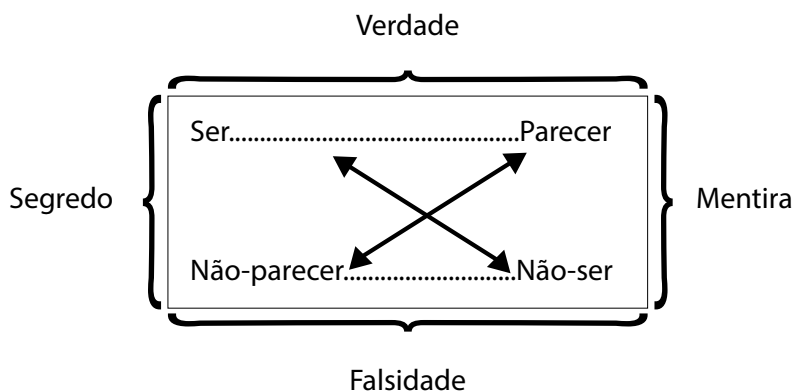 Verdade
Ser............................................Parecer
Segredo
Mentira
Não-parecer..........................Não-ser
Falsidade